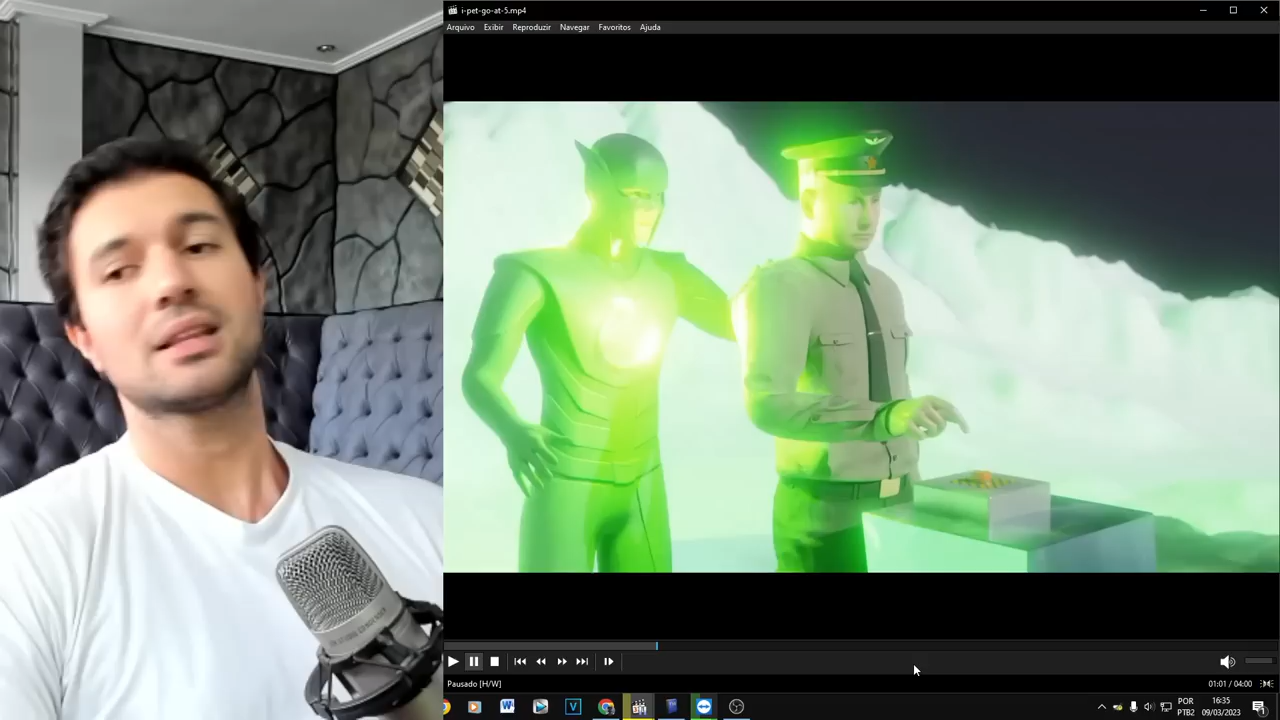 i-pet-go-at-5.mp4
Arquivo Exibir Reproduzir Navegar Favoritos Ajuda
Pausado [H/W]
01:01 / 04:00
POR
PTB2
16:35
09/03/2023